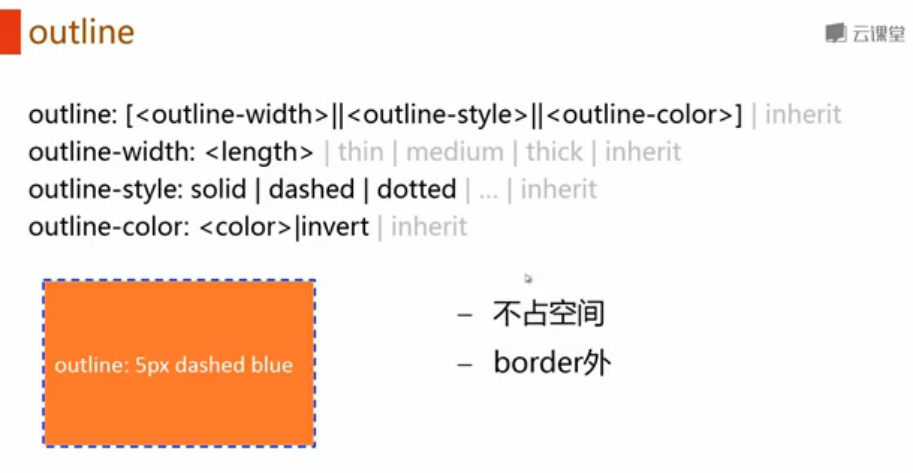 outline
云课堂
outline: [<outline-width>||<outline-style>||<outline-color>] | inherit
outline-width: <length> | thin | medium | thick | inherit
outline-style: solid | dashed | dotted | ... | inherit
outline-color: <color>|invert | inherit
outline: 5px dashed blue
– 不占空间
– border外